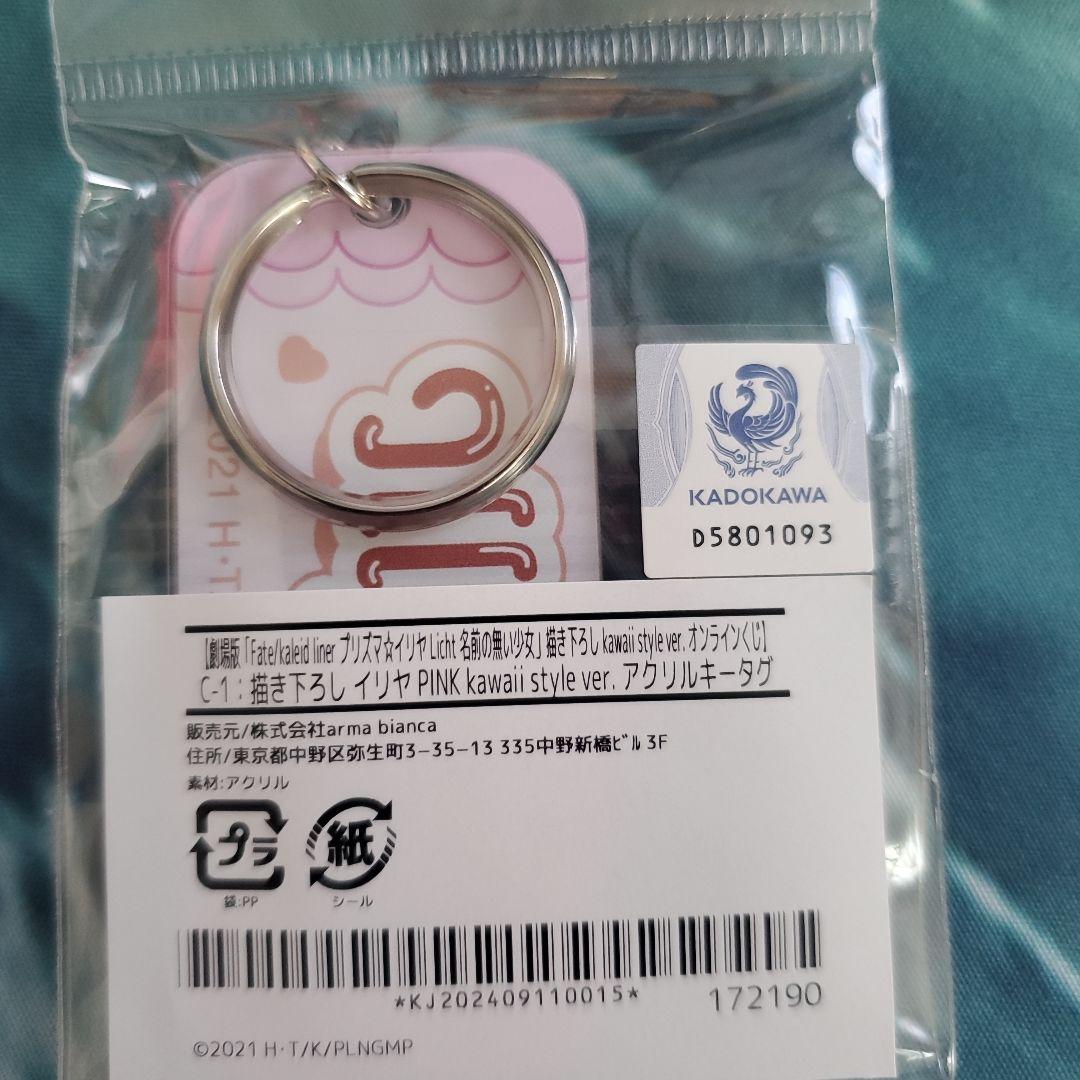 021 H・T
KADOKAWA
D5801093
【劇場版「Fate/kaleid liner プリズマ☆イリヤ Licht 名前の無い少女」描き下ろし kawaii style ver. オンラインくじ】
C-1：描き下ろし イリヤ PINK kawaii style ver. アクリルキータグ
販売元/株式会社arma bianca
住所/東京都中野区弥生町3-35-13 335中野新橋ビル 3F
素材:アクリル
プラ
紙
袋:PP
シール
*KJ202409110015*
172190
©2021 H・T/K/PLNGMP